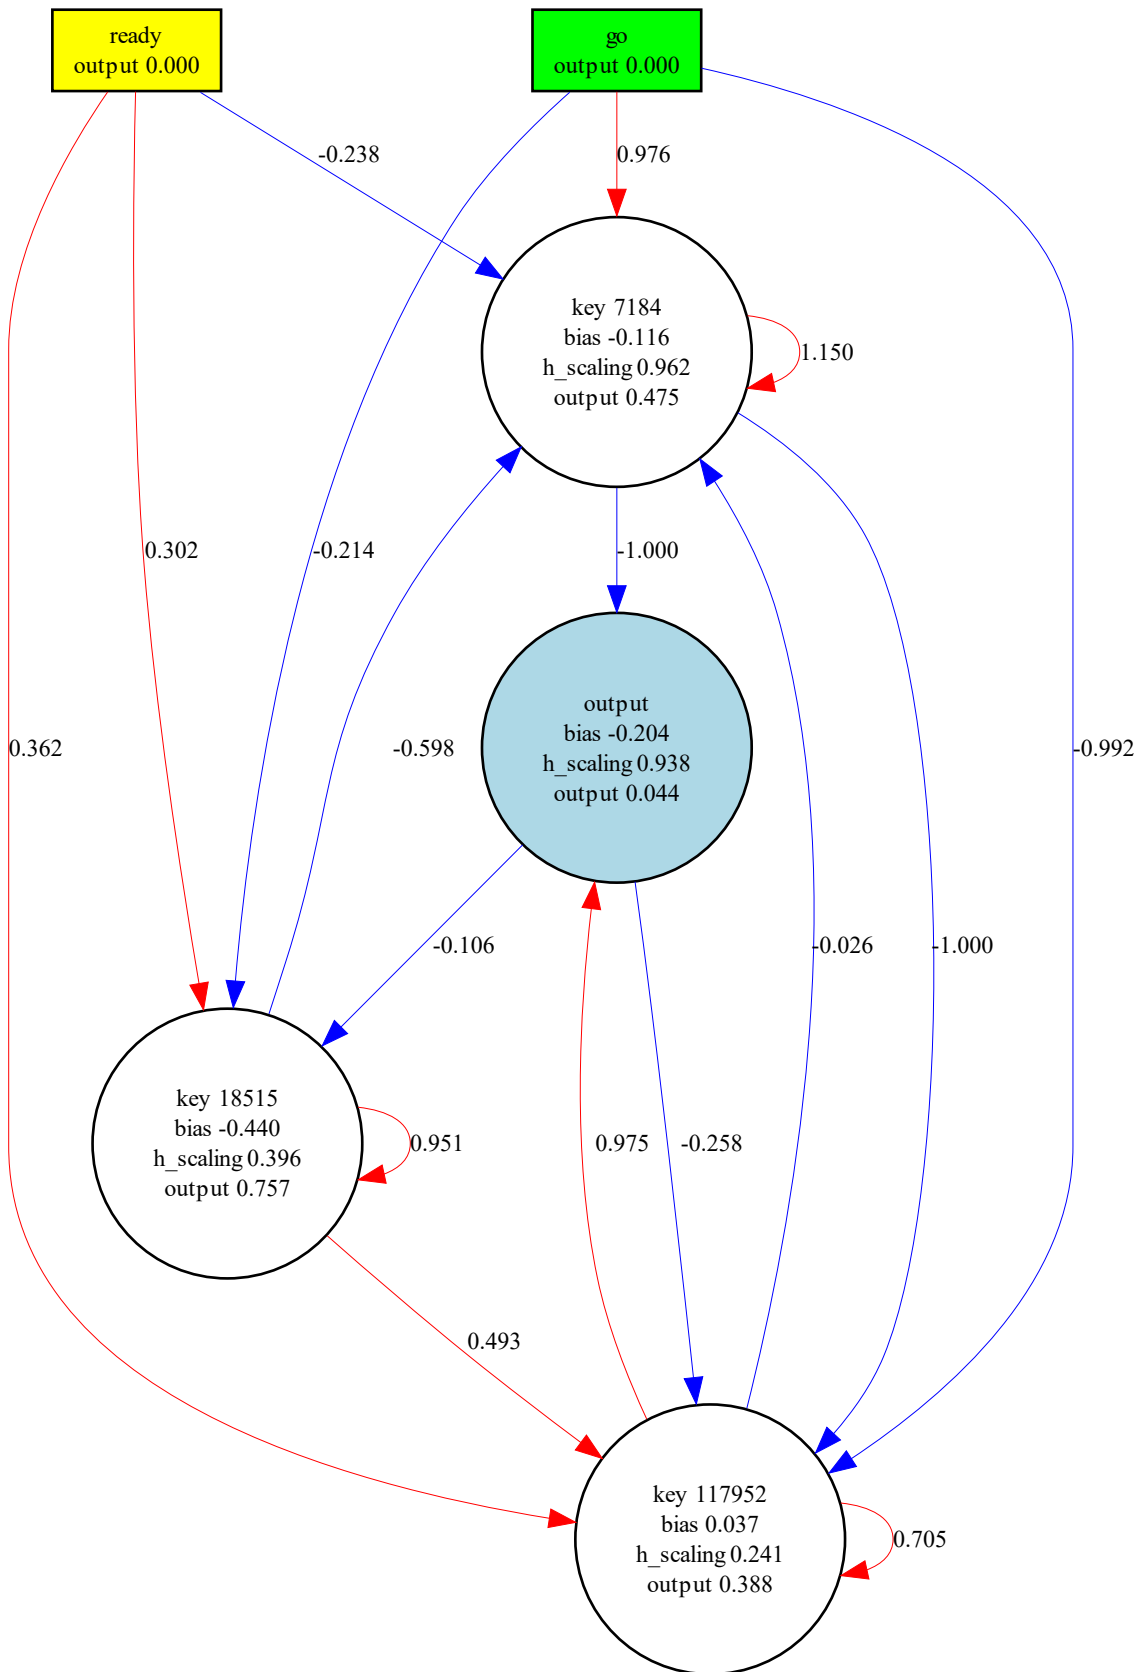 ready
output 0.000
go
output 0.000
-0.238
0.976
key 7184
bias -0.116
h_scaling 0.962
output 0.475
1.150
0.302
-0.214
-1.000
output
bias -0.204
h_scaling 0.938
output 0.044
0.362
-0.598
-0.992
-0.106
-0.026
-1.000
key 18515
bias -0.440
h_scaling 0.396
output 0.757
0.951
0.975
-0.258
0.493
key 117952
bias 0.037
h_scaling 0.241
output 0.388
0.705